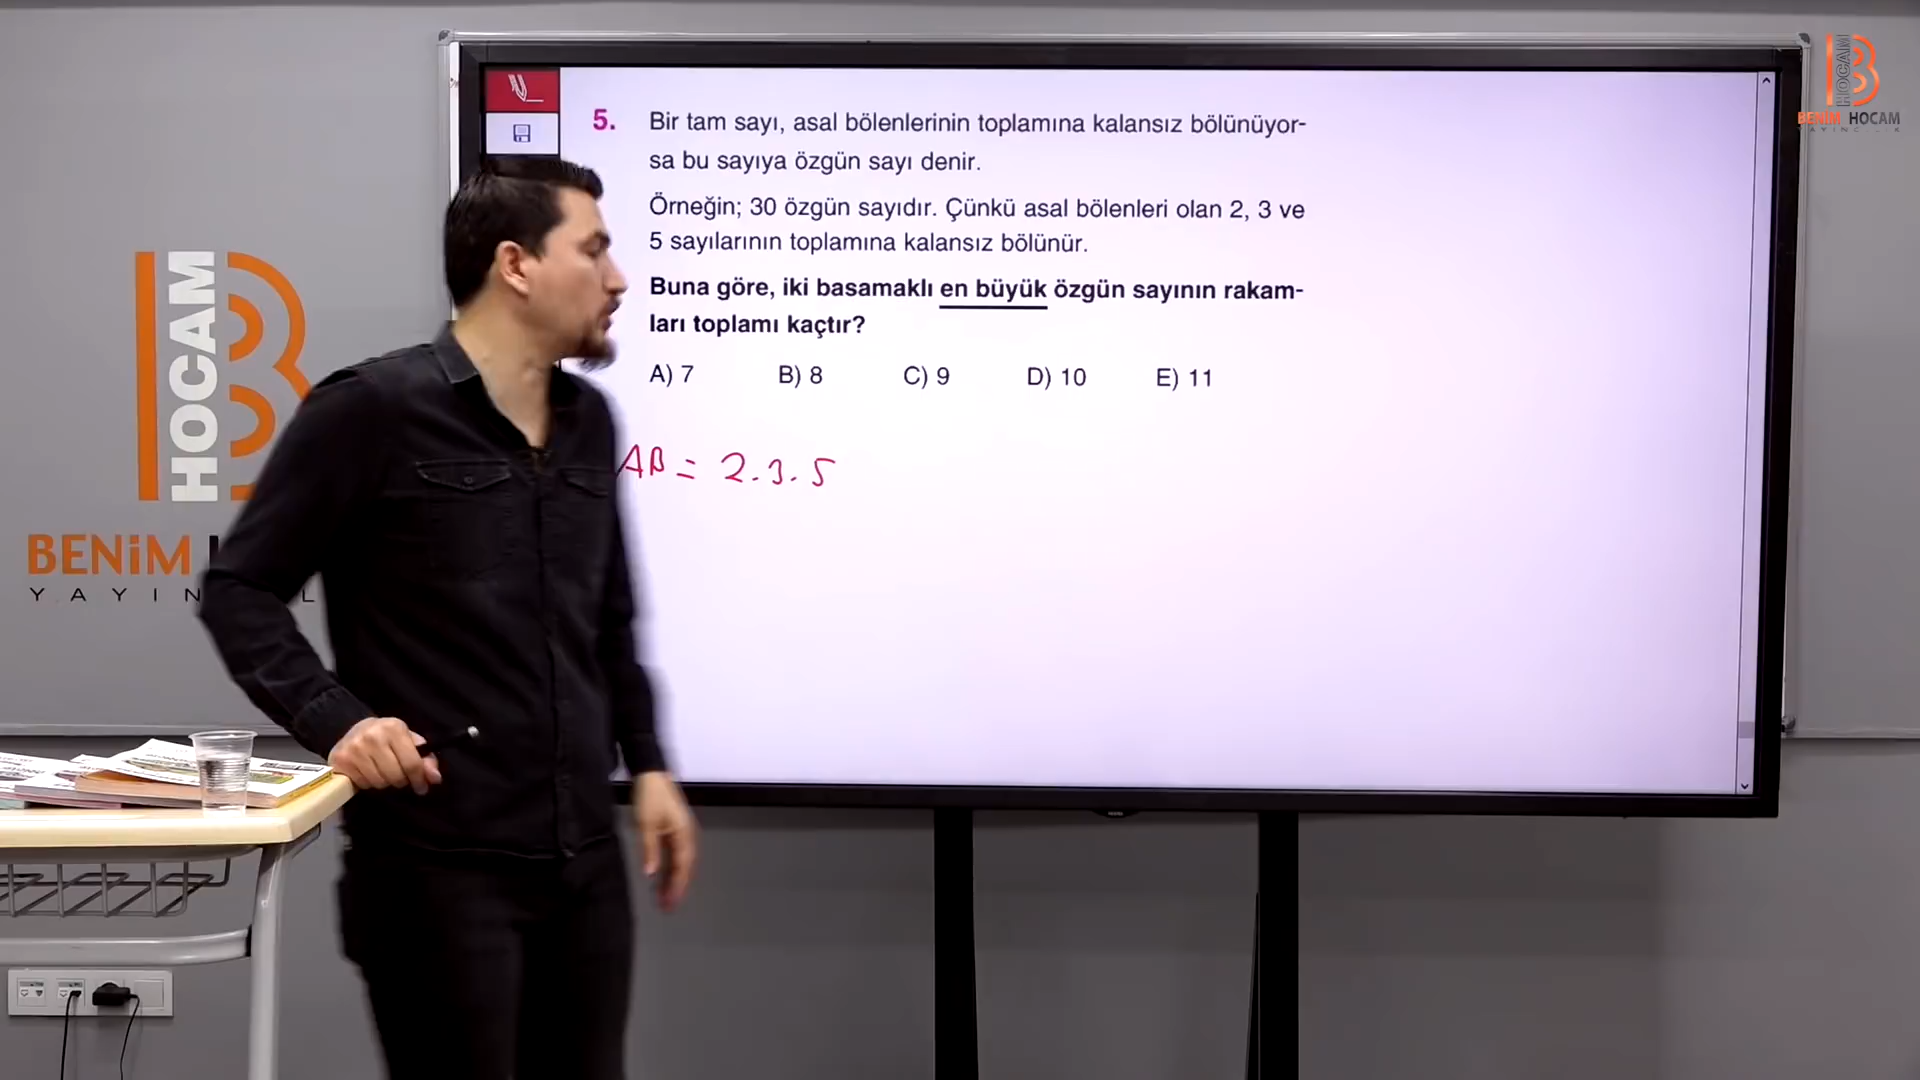 5. Bir tam sayı, asal bölenlerinin toplamına kalansız bölünüyor-
sa bu sayıya özgün sayı denir.
Örneğin; 30 özgün sayıdır. Çünkü asal bölenleri olan 2, 3 ve
5 sayılarının toplamına kalansız bölünür.
Buna göre, iki basamaklı en büyük özgün sayının rakam-
ları toplamı kaçtır?
A) 7 B) 8 C) 9 D) 10 E) 11
AB = 2.3.5
HOCAM
BENİM
YAYIN
HOCAM
BENİM HOCAM